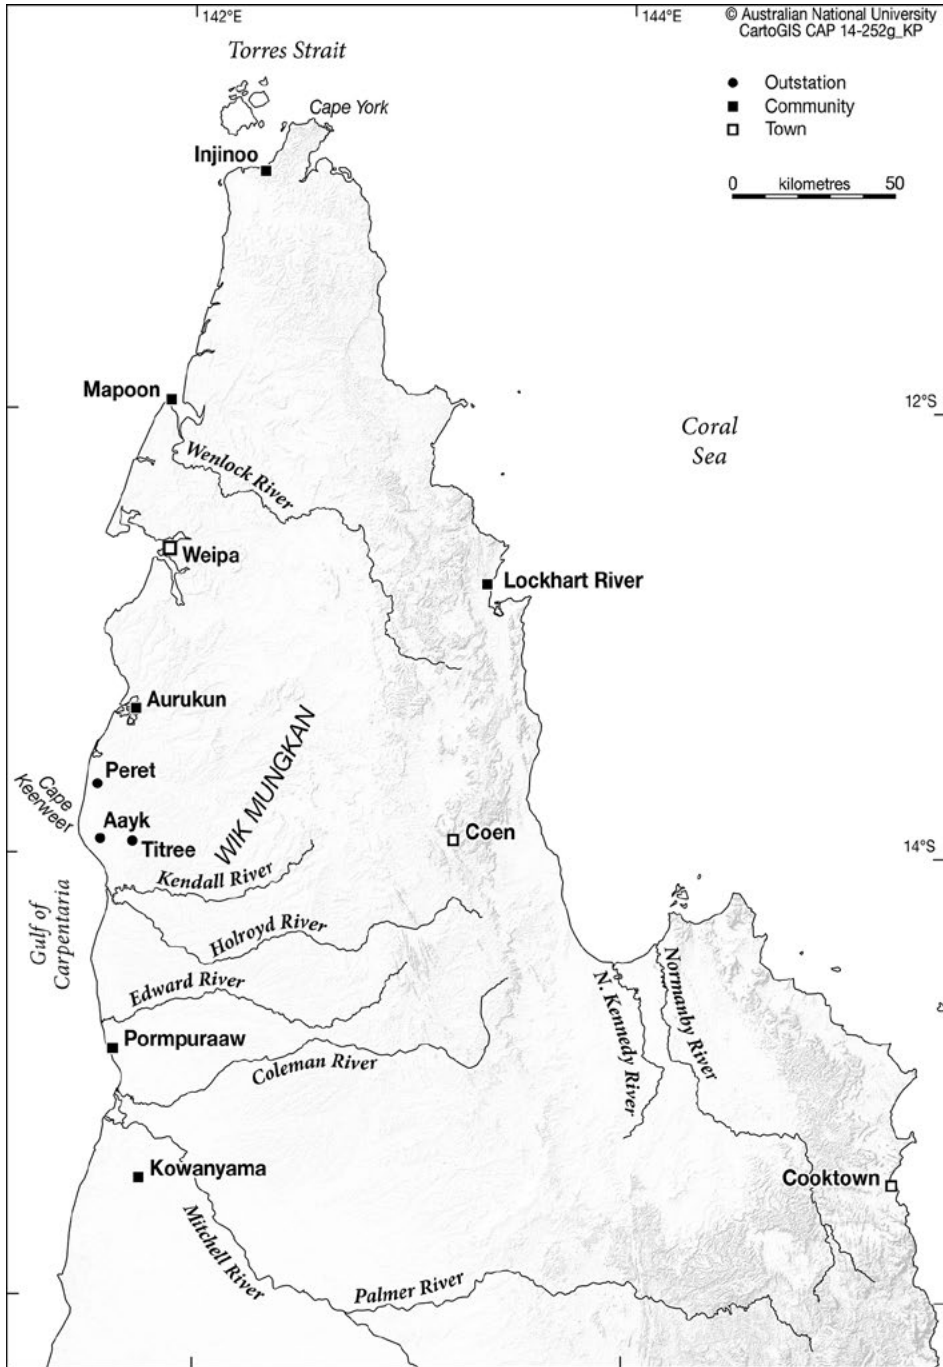 142°E
144°E
© Australian National University
CartoGIS CAP 14-252g_KP
Torres Strait
Outstation
Community
Town
Cape York
Injinoo
0 kilometres 50
Mapoon
12°S
Coral
Sea
Wenlock River
Weipa
Lockhart River
Aurukun
WIK MUNGKAN
Peret
Cape
Keerweer
Aayk
Titree
Coen
14°S
Kendall River
Gulf of
Carpentaria
Holroyd River
Edward River
N. Kennedy River
Normanby River
Pormpuraaw
Coleman River
Kowanyama
Cooktown
Mitchell River
Palmer River